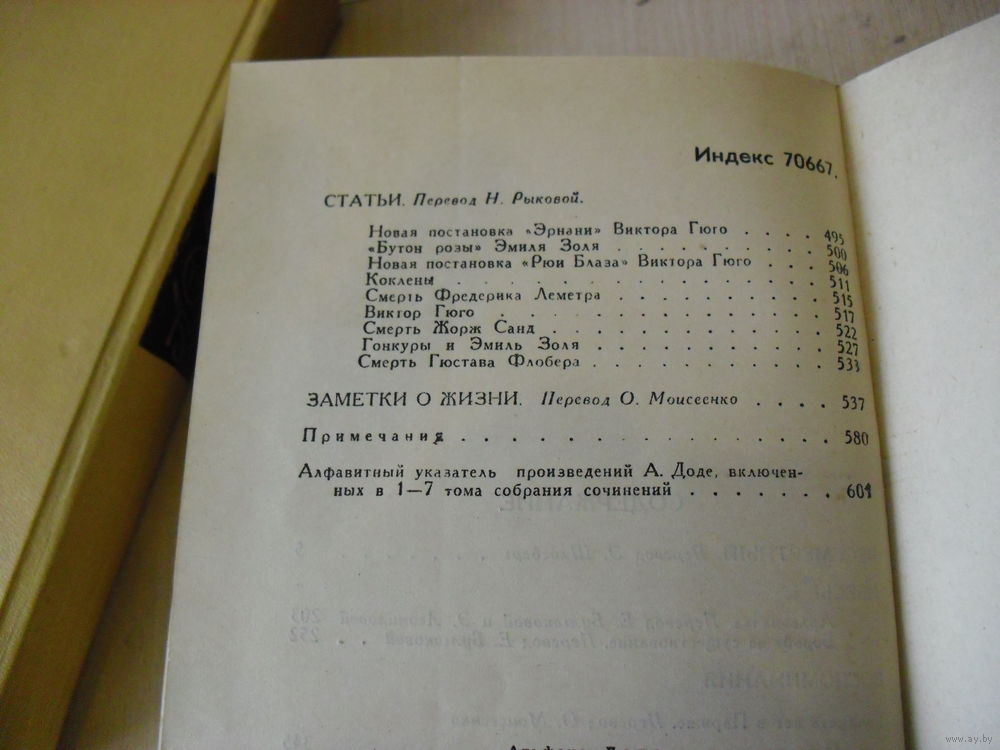 Индекс 70667.
СТАТЬИ. Перевод Н. Рыковой.
Новая постановка «Эрнани» Виктора Гюго . . . . 495
«Бутон розы» Эмиля Золя . . . . . . . . . . 500
Новая постановка «Рюи Блаза» Виктора Гюго . . . 506
Коклены . . . . . . . . . . . . . . . . . 511
Смерть Фредерика Леметра . . . . . . . . . . 515
Виктор Гюго . . . . . . . . . . . . . . . 517
Смерть Жорж Санд . . . . . . . . . . . . . 522
Гонкуры и Эмиль Золя . . . . . . . . . . . 527
Смерть Гюстава Флобера . . . . . . . . . . . 533
ЗАМЕТКИ О ЖИЗНИ. Перевод О. Моисеенко . . . . 537
Примечания . . . . . . . . . . . . . . . . 580
Алфавитный указатель произведений А. Доде, включен-
ных в 1—7 тома собрания сочинений . . . . . . . 601
www.ay.by